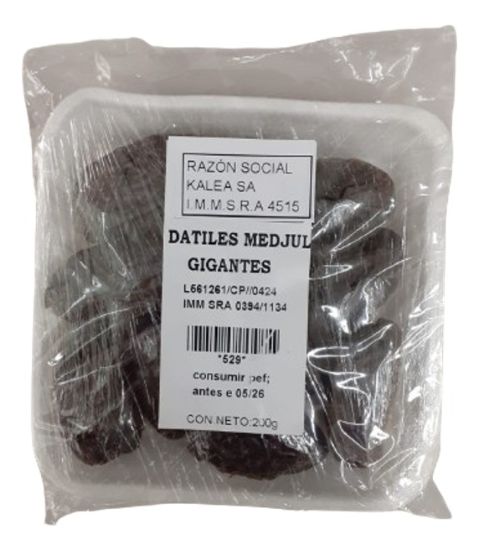 RAZÓN SOCIAL
KALEA SA
I.M.M.S.R.A 4515
DATILES MEDJUL
GIGANTES
L561261/CP//0424
IMM SRA 0394/1134
*529*
consumir pef;
antes e 05/26
CON NETO:200g